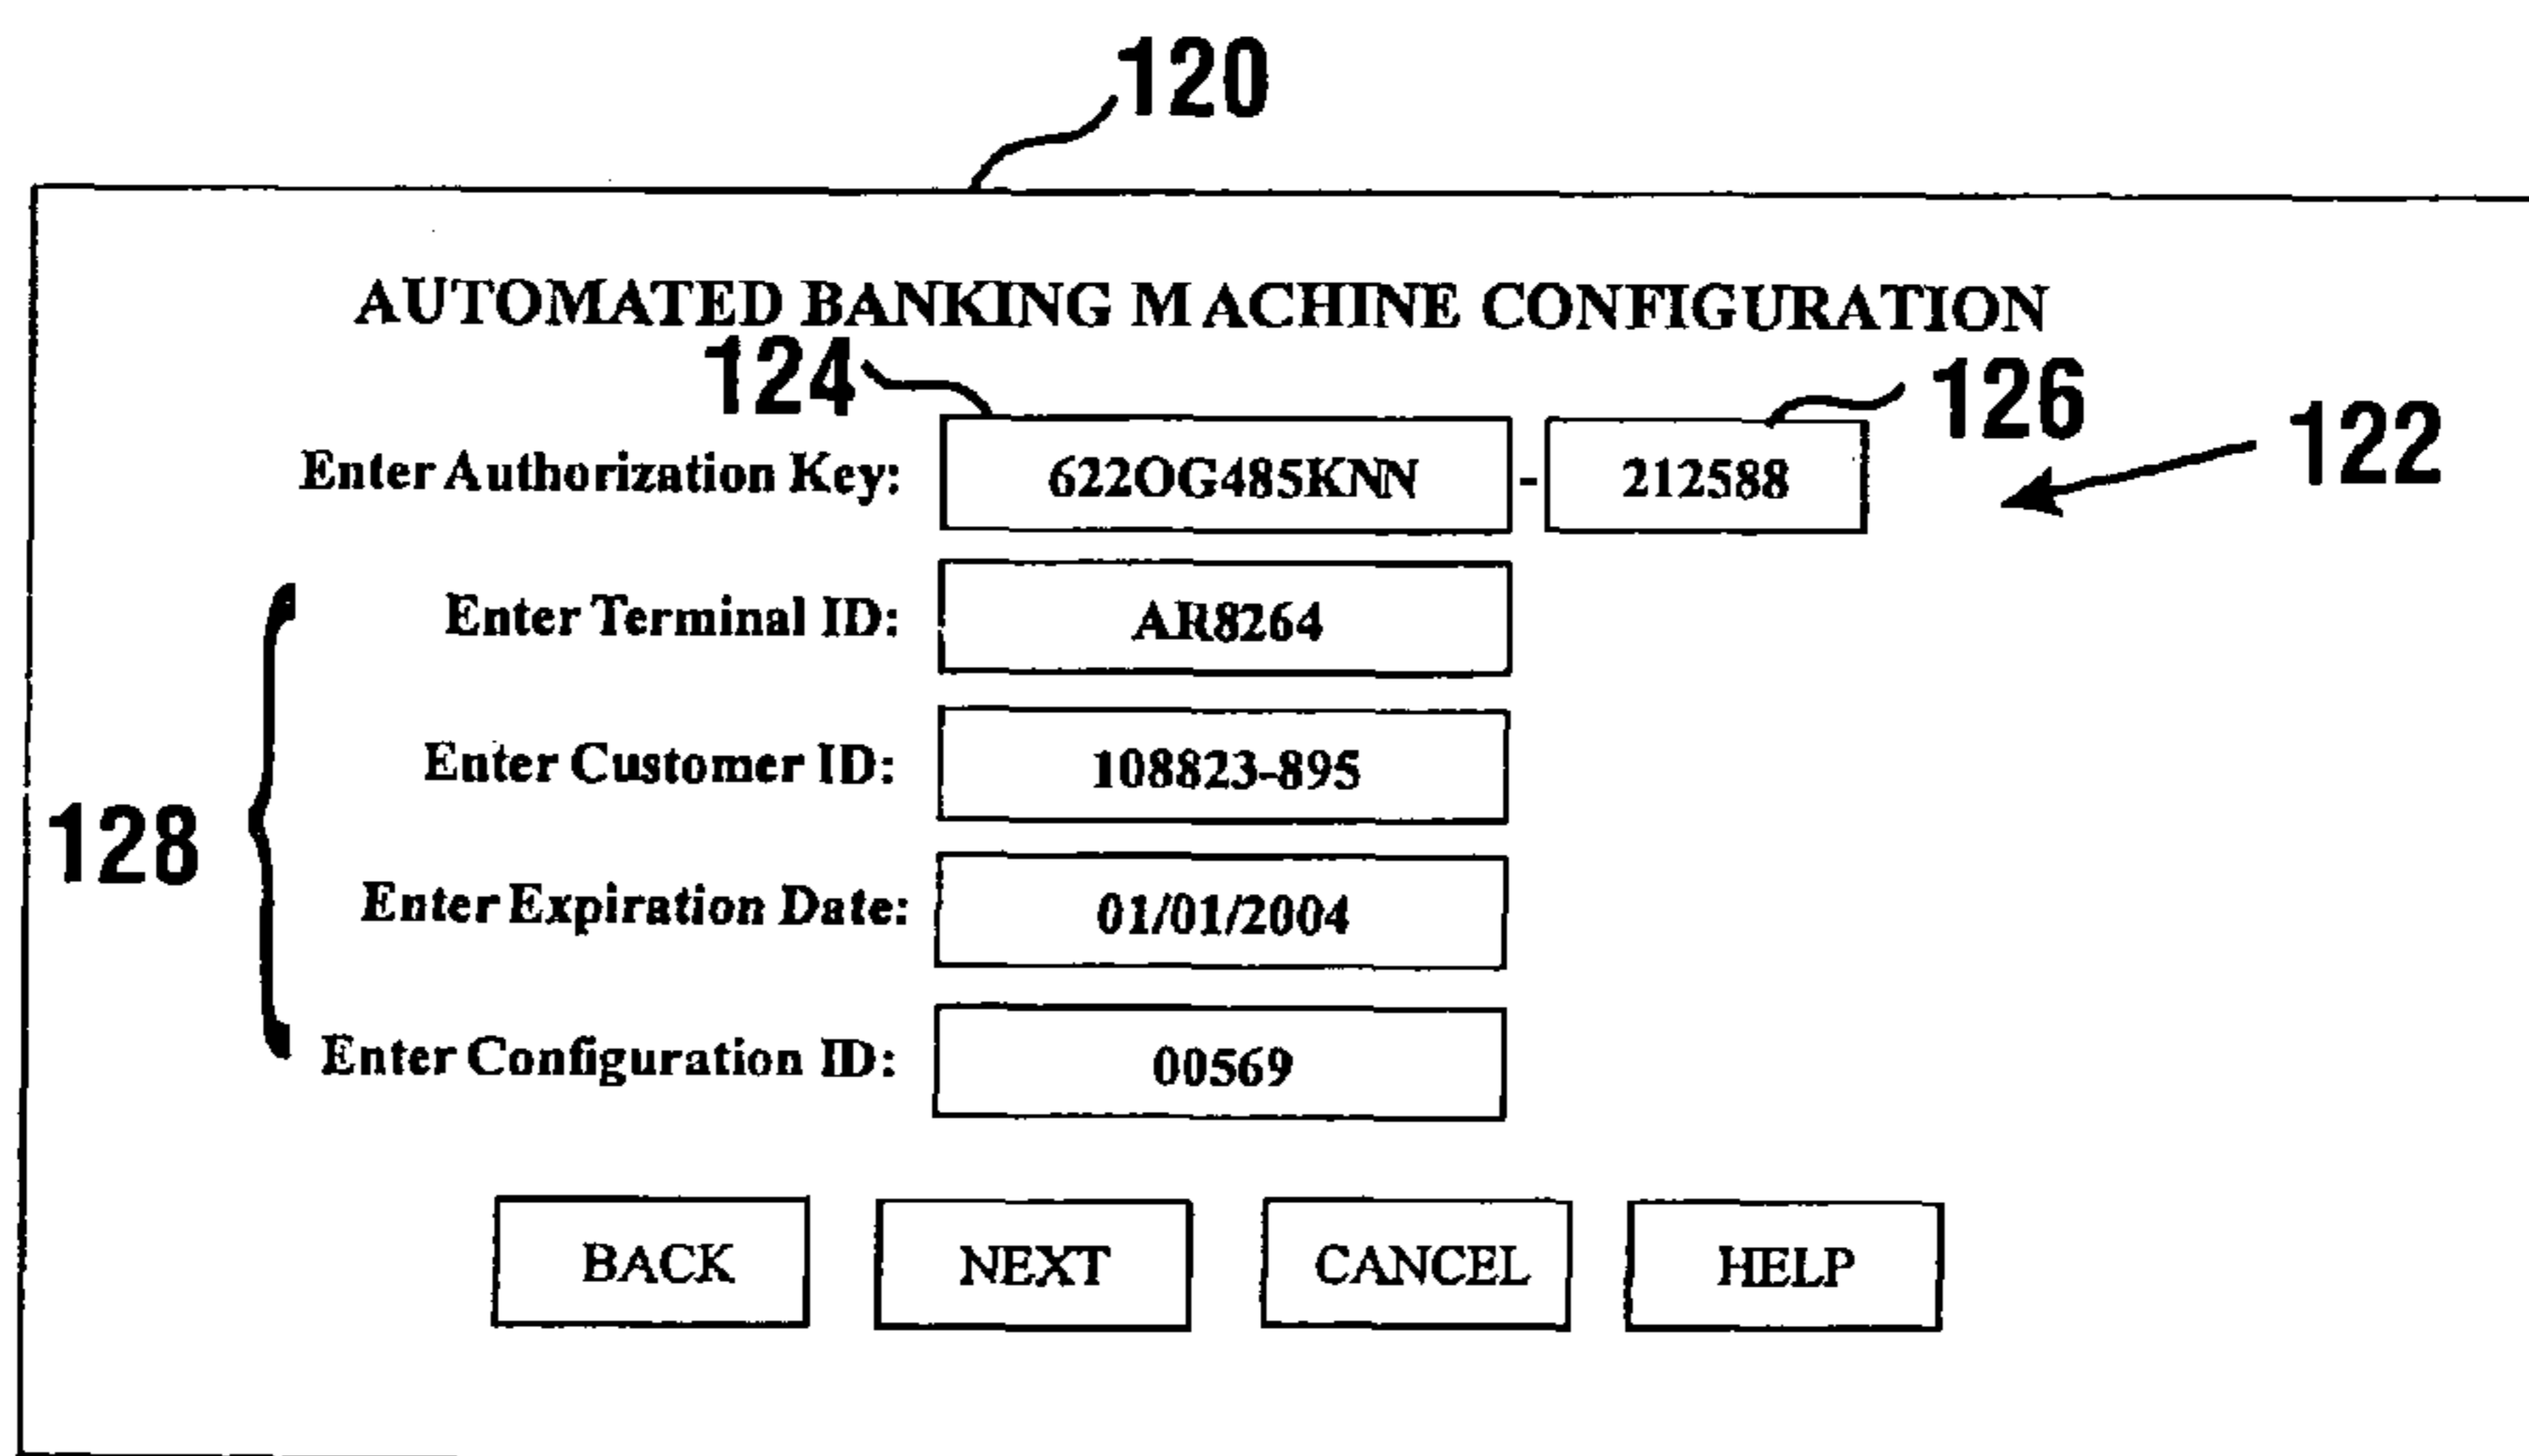 120
AUTOMATED BANKING MACHINE CONFIGURATION
124
126
122
Enter Authorization Key: 622OG485KNN - 212588
Enter Terminal ID: AR8264
Enter Customer ID: 108823-895
128
Enter Expiration Date: 01/01/2004
Enter Configuration ID: 00569
BACK NEXT CANCEL HELP